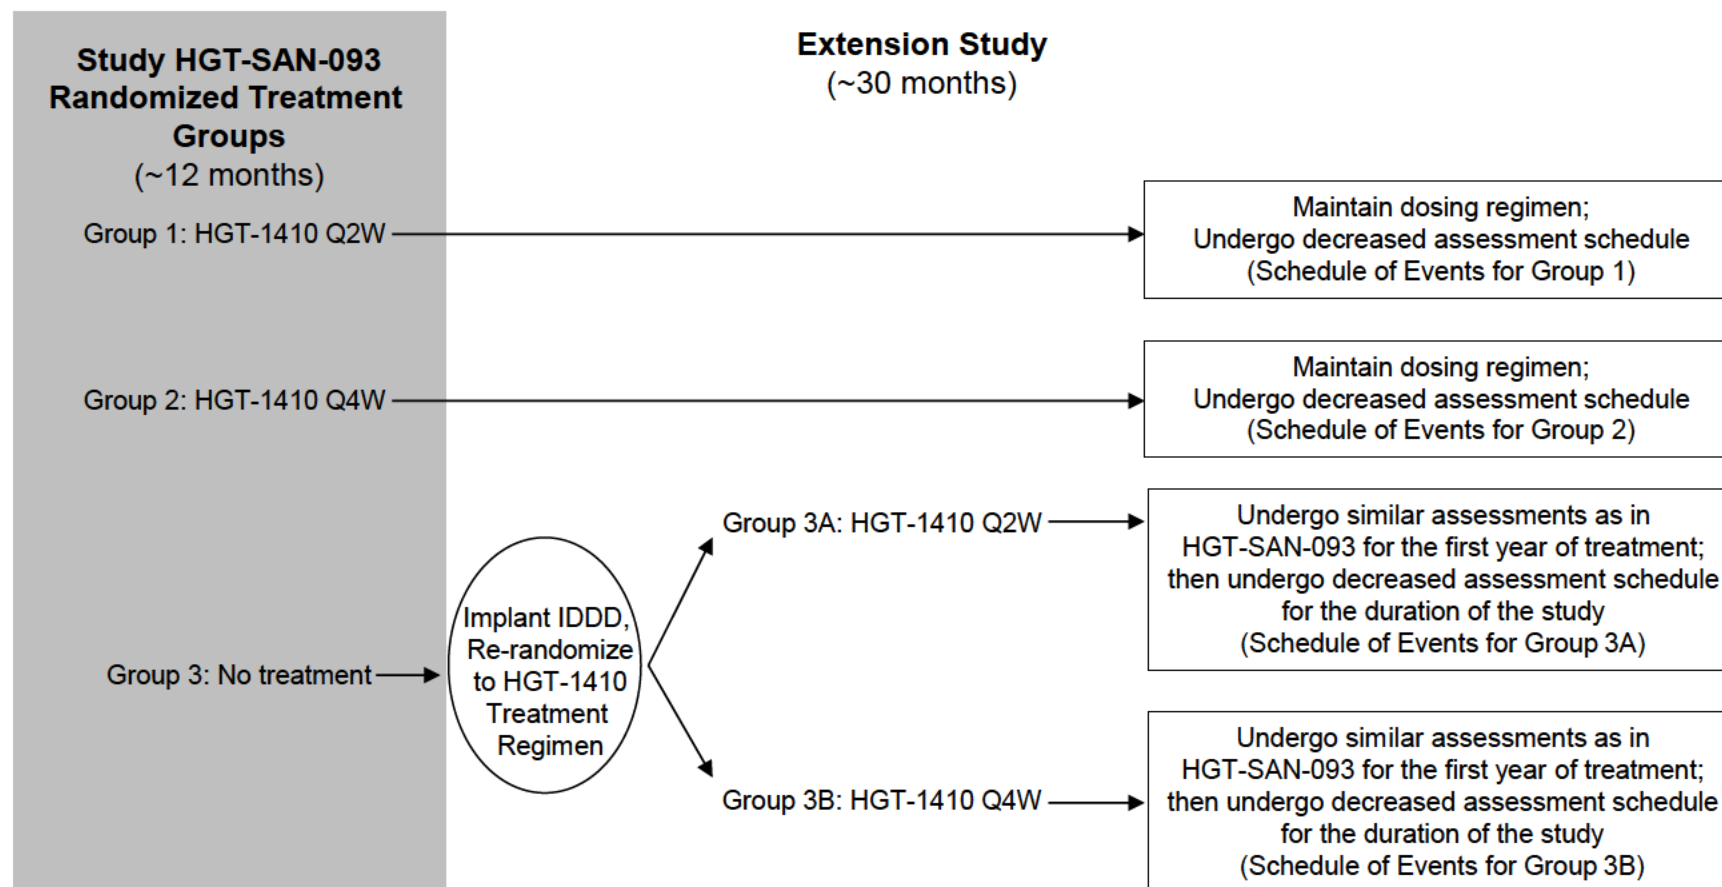 Study HGT-SAN-093
Randomized Treatment
Groups
(~12 months)
Extension Study
(~30 months)
Group 1: HGT-1410 Q2W
Maintain dosing regimen;
Undergo decreased assessment schedule
(Schedule of Events for Group 1)
Group 2: HGT-1410 Q4W
Maintain dosing regimen;
Undergo decreased assessment schedule
(Schedule of Events for Group 2)
Group 3: No treatment
Implant IDDD,
Re-randomize
to HGT-1410
Treatment
Regimen
Group 3A: HGT-1410 Q2W
Undergo similar assessments as in
HGT-SAN-093 for the first year of treatment;
then undergo decreased assessment schedule
for the duration of the study
(Schedule of Events for Group 3A)
Group 3B: HGT-1410 Q4W
Undergo similar assessments as in
HGT-SAN-093 for the first year of treatment;
then undergo decreased assessment schedule
for the duration of the study
(Schedule of Events for Group 3B)